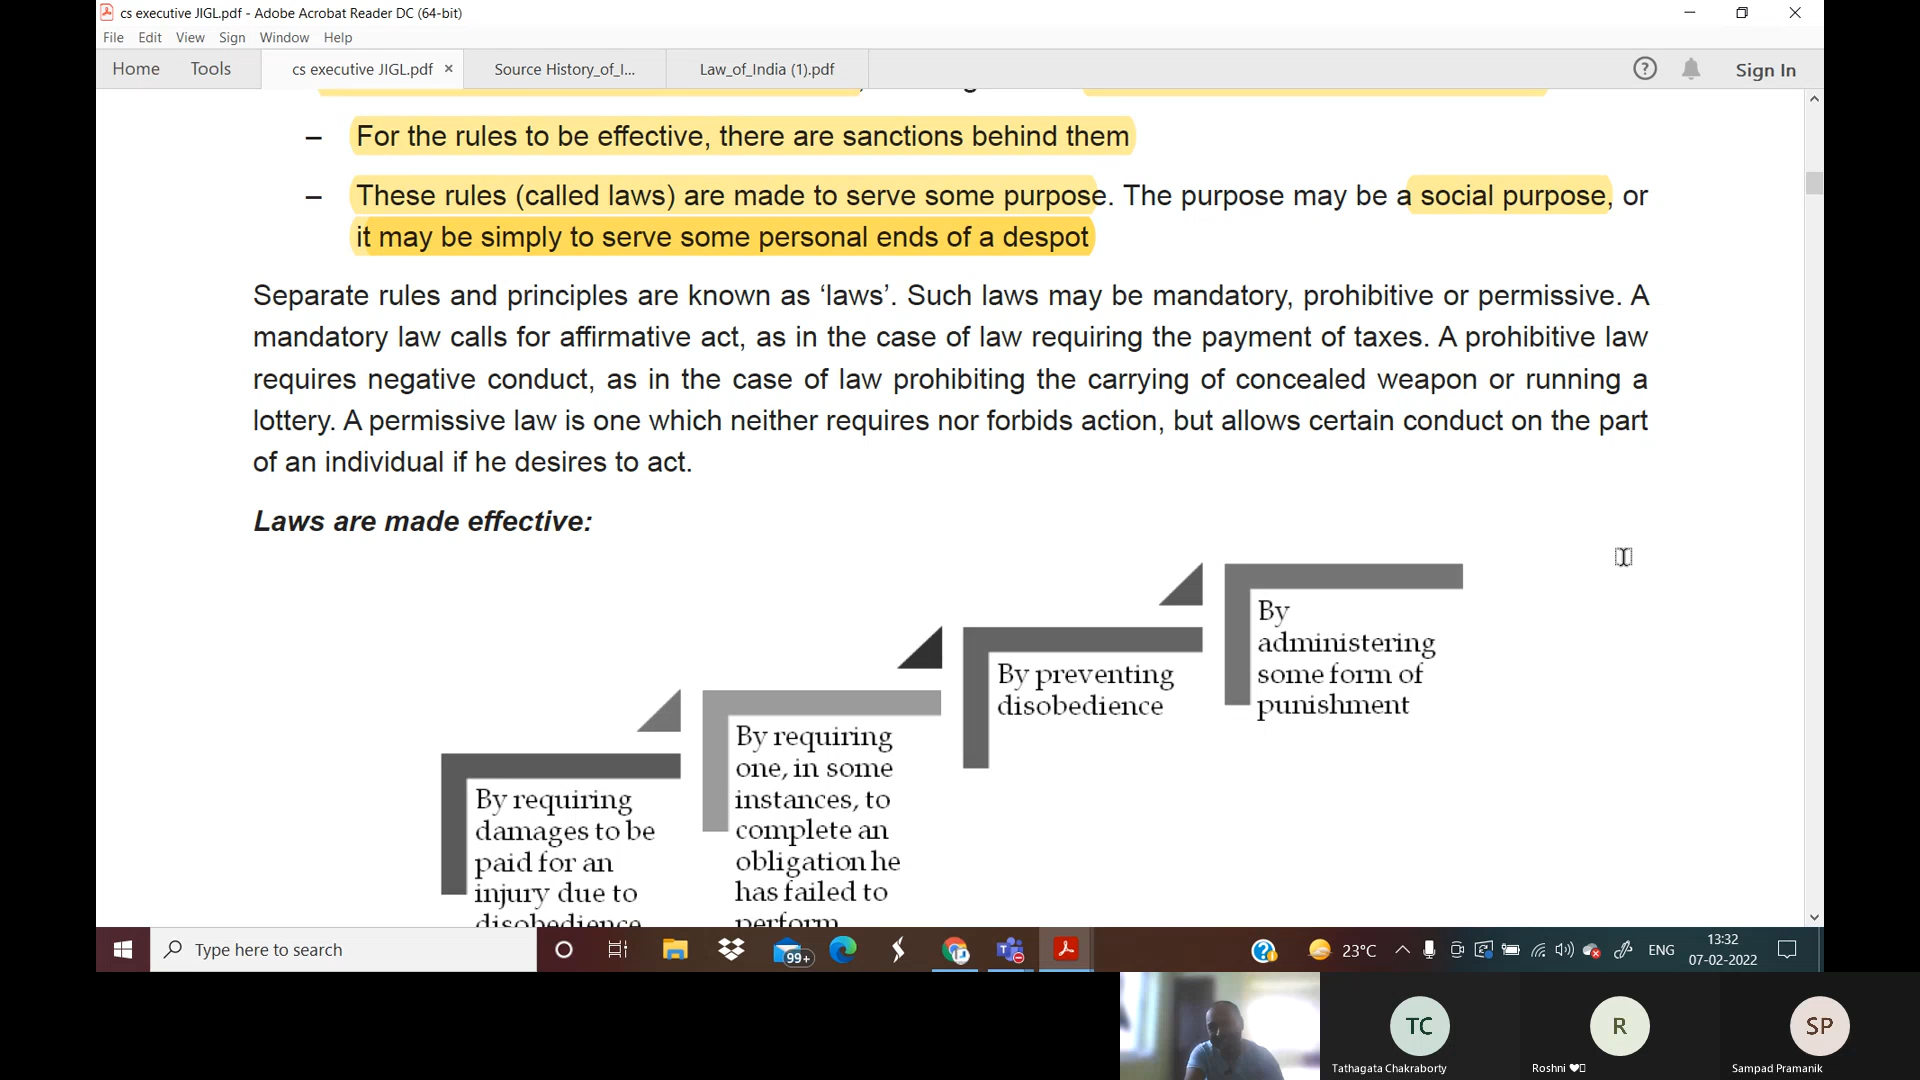 cs executive JIGL.pdf - Adobe Acrobat Reader DC (64-bit)
File Edit View Sign Window Help
Home Tools cs executive JIGL.pdf × Source History_of_I... Law_of_India (1).pdf Sign In
– For the rules to be effective, there are sanctions behind them
– These rules (called laws) are made to serve some purpose. The purpose may be a social purpose, or
it may be simply to serve some personal ends of a despot
Separate rules and principles are known as ‘laws’. Such laws may be mandatory, prohibitive or permissive. A
mandatory law calls for affirmative act, as in the case of law requiring the payment of taxes. A prohibitive law
requires negative conduct, as in the case of law prohibiting the carrying of concealed weapon or running a
lottery. A permissive law is one which neither requires nor forbids action, but allows certain conduct on the part
of an individual if he desires to act.
Laws are made effective:
By requiring
damages to be
paid for an
injury due to
disobedience
By requiring
one, in some
instances, to
complete an
obligation he
has failed to
perform
By preventing
disobedience
By
administering
some form of
punishment
Type here to search
99+
23°C
ENG
13:32
07-02-2022
TC
R
SP
Tathagata Chakraborty
Roshni
Sampad Pramanik